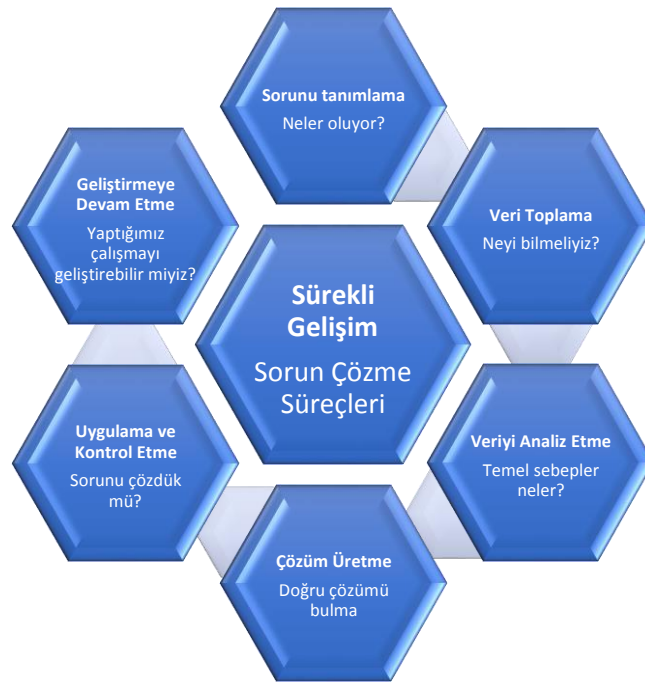 Sorunu tanımlama
Neler oluyor?
Veri Toplama
Neyi bilmeliyiz?
Veriyi Analiz Etme
Temel sebepler
neler?
Çözüm Üretme
Doğru çözümü
bulma
Uygulama ve
Kontrol Etme
Sorunu çözdük
mü?
Geliştirmeye
Devam Etme
Yaptığımız
çalışmayı
geliştirebilir miyiz?
Sürekli
Gelişim
Sorun Çözme
Süreçleri